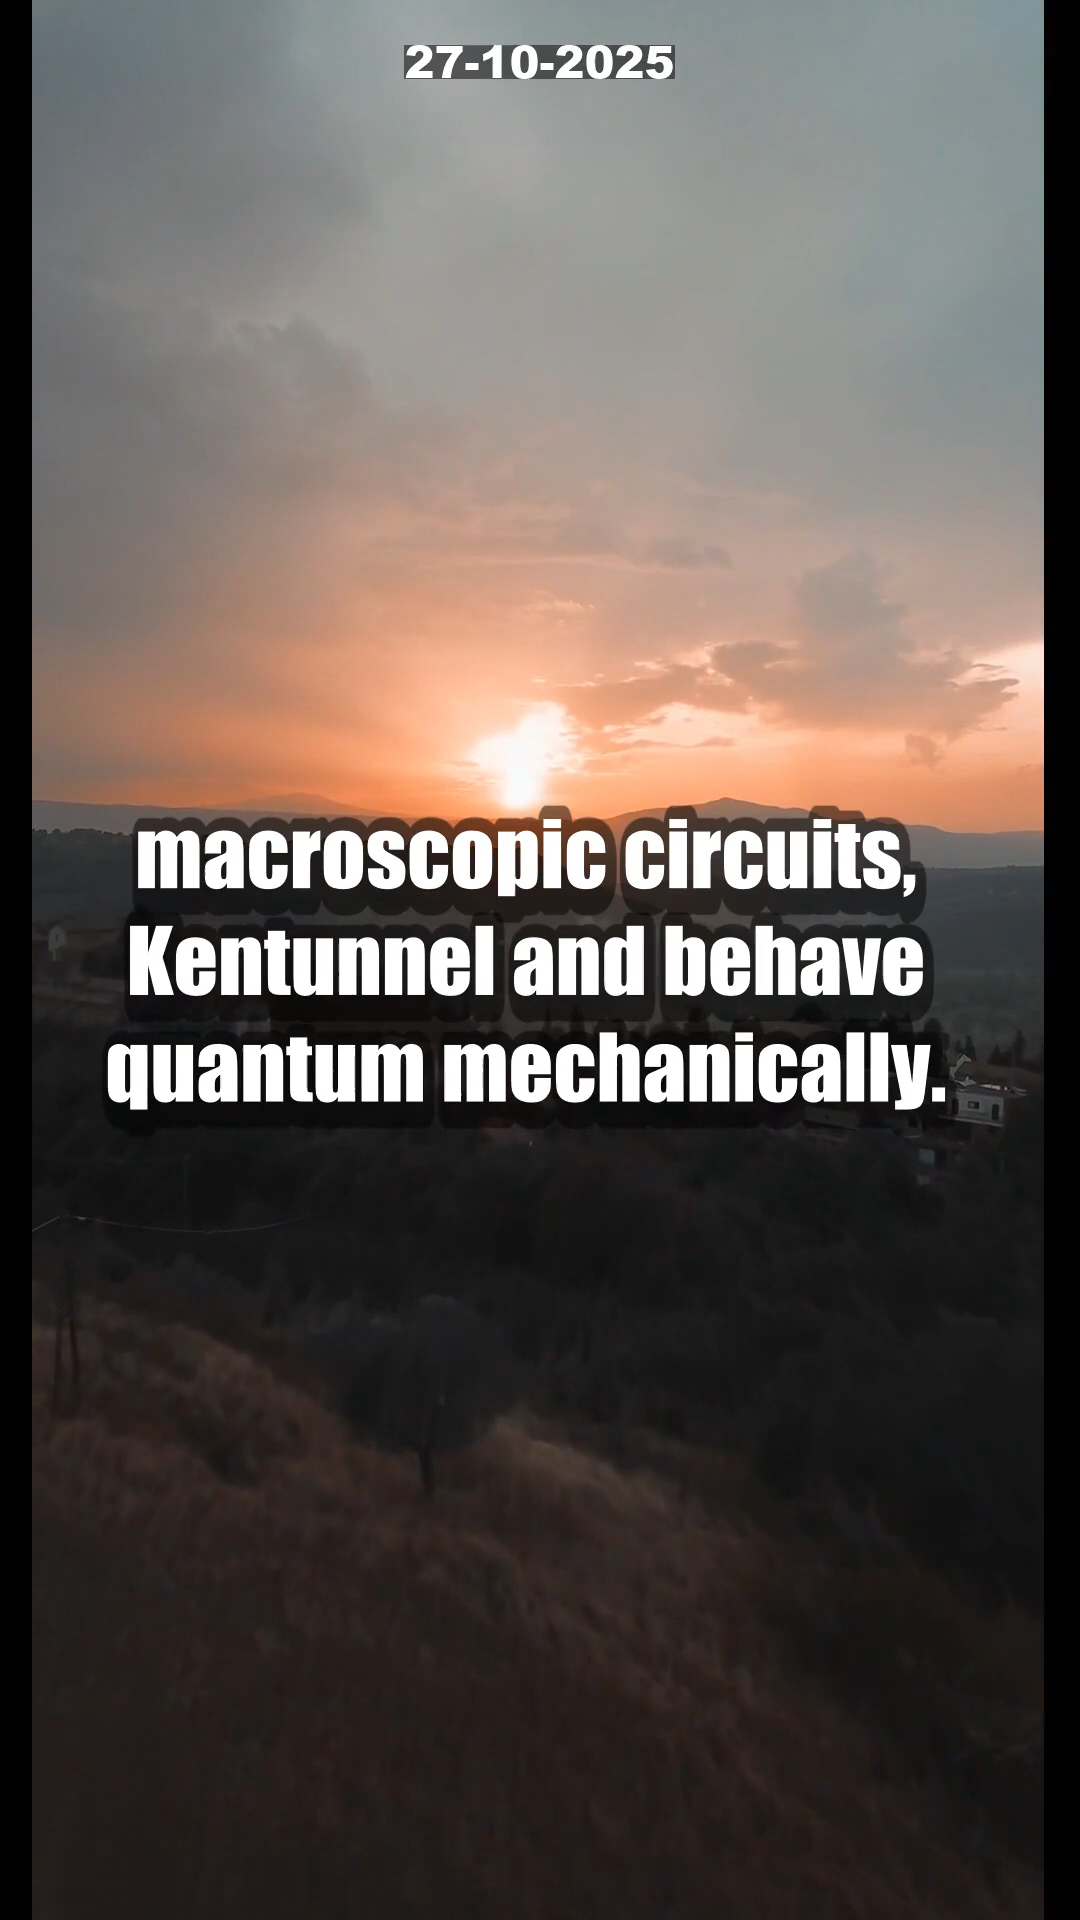 27-10-2025
macroscopic circuits,
Kentunnel and behave
quantum mechanically.